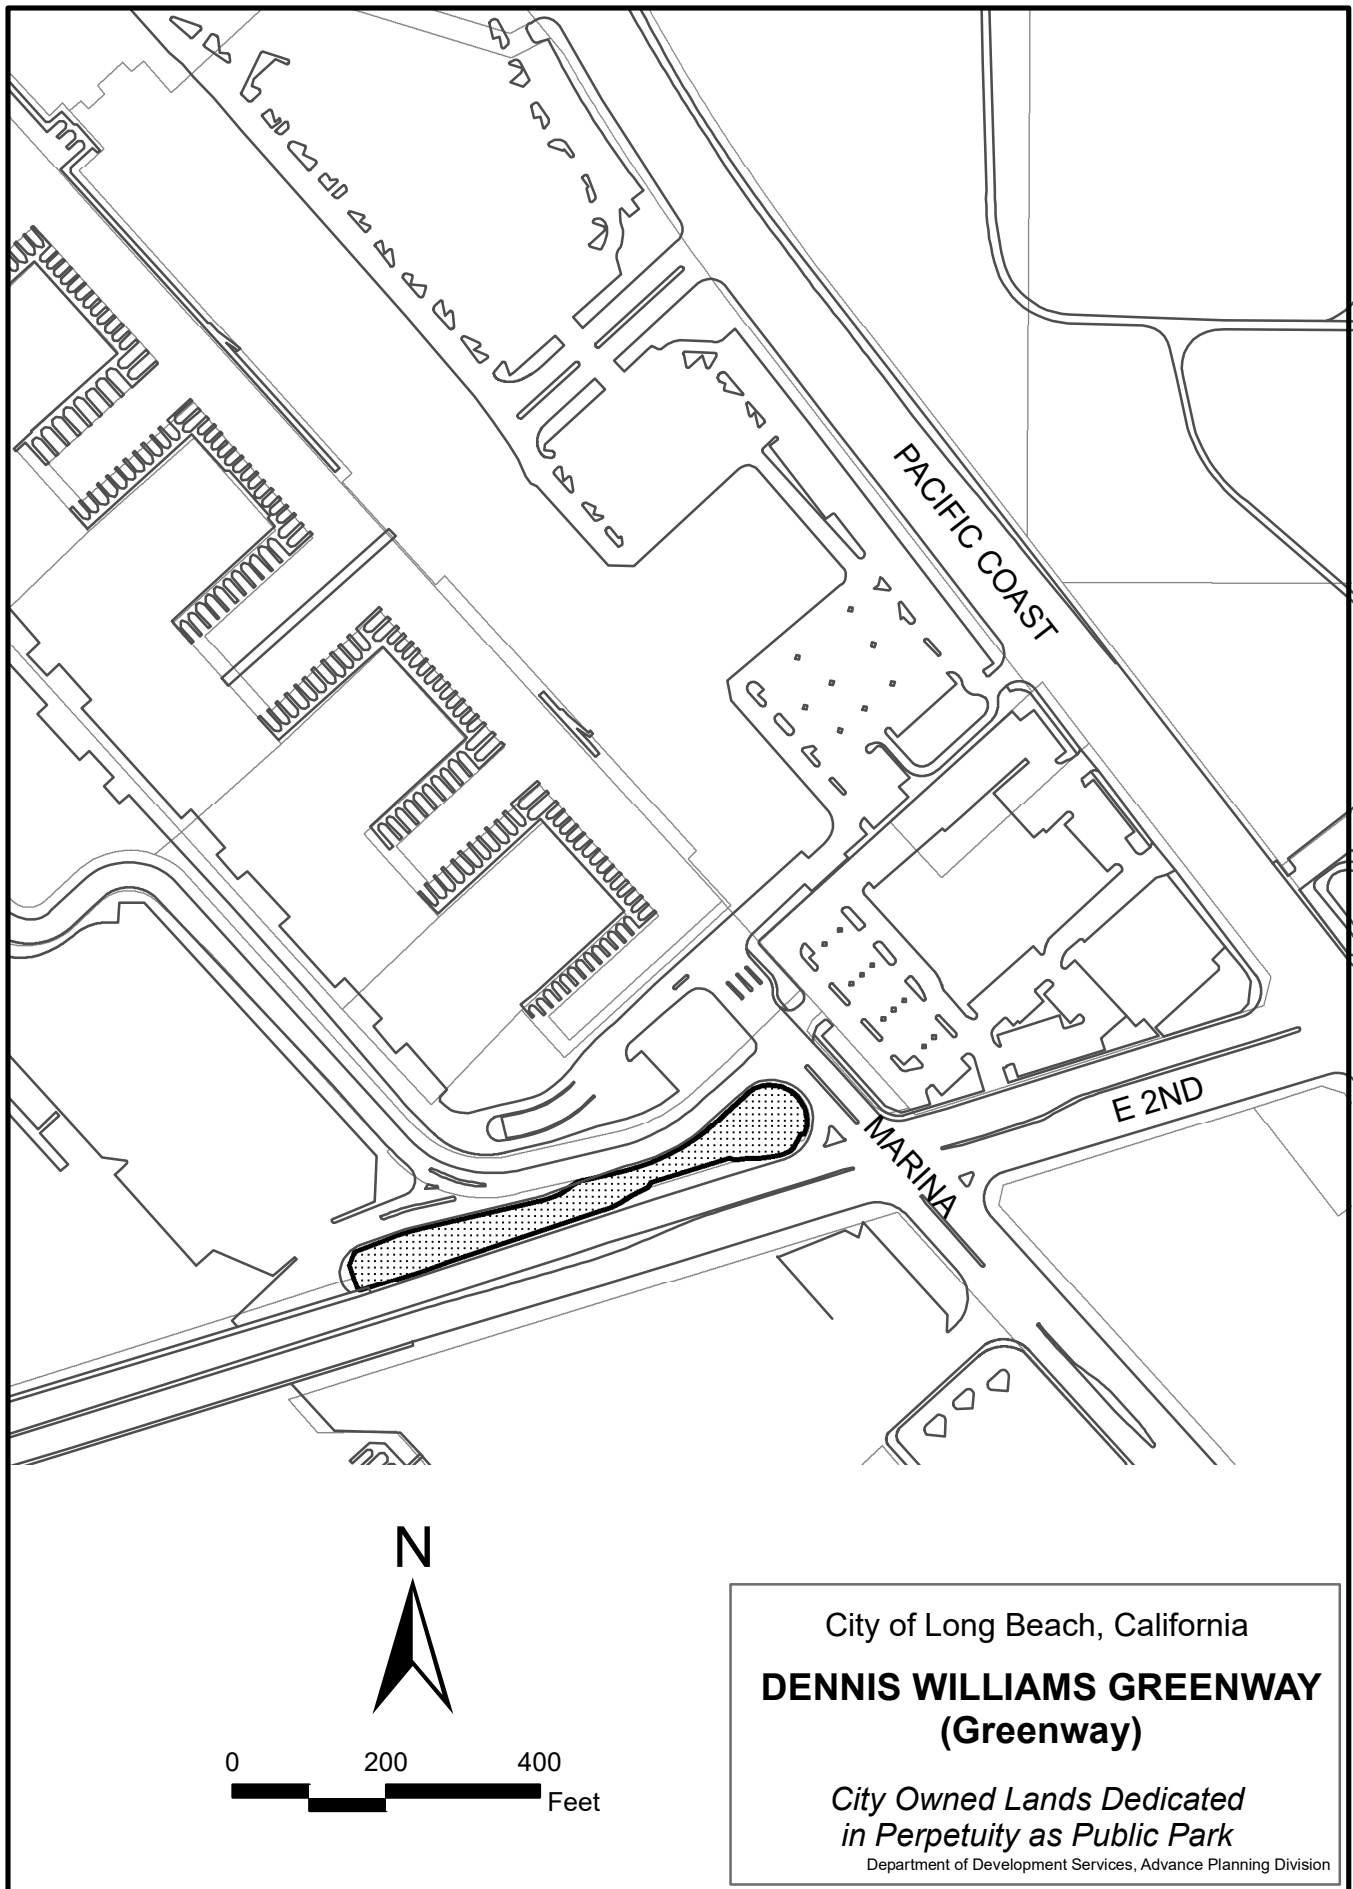 PACIFIC COAST
E 2ND
MARINA
N
0 200 400
Feet
City of Long Beach, California
DENNIS WILLIAMS GREENWAY
(Greenway)
City Owned Lands Dedicated
in Perpetuity as Public Park
Department of Development Services, Advance Planning Division